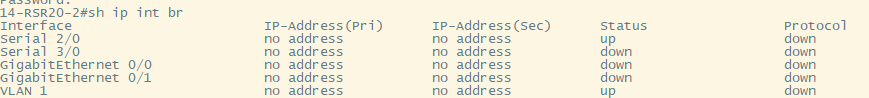 Password:
14-RSR20-2#sh ip int br
Interface IP-Address(Pri) IP-Address(Sec) Status Protocol
Serial 2/0 no address no address up down
Serial 3/0 no address no address down down
GigabitEthernet 0/0 no address no address down down
GigabitEthernet 0/1 no address no address down down
VLAN 1 no address no address up down